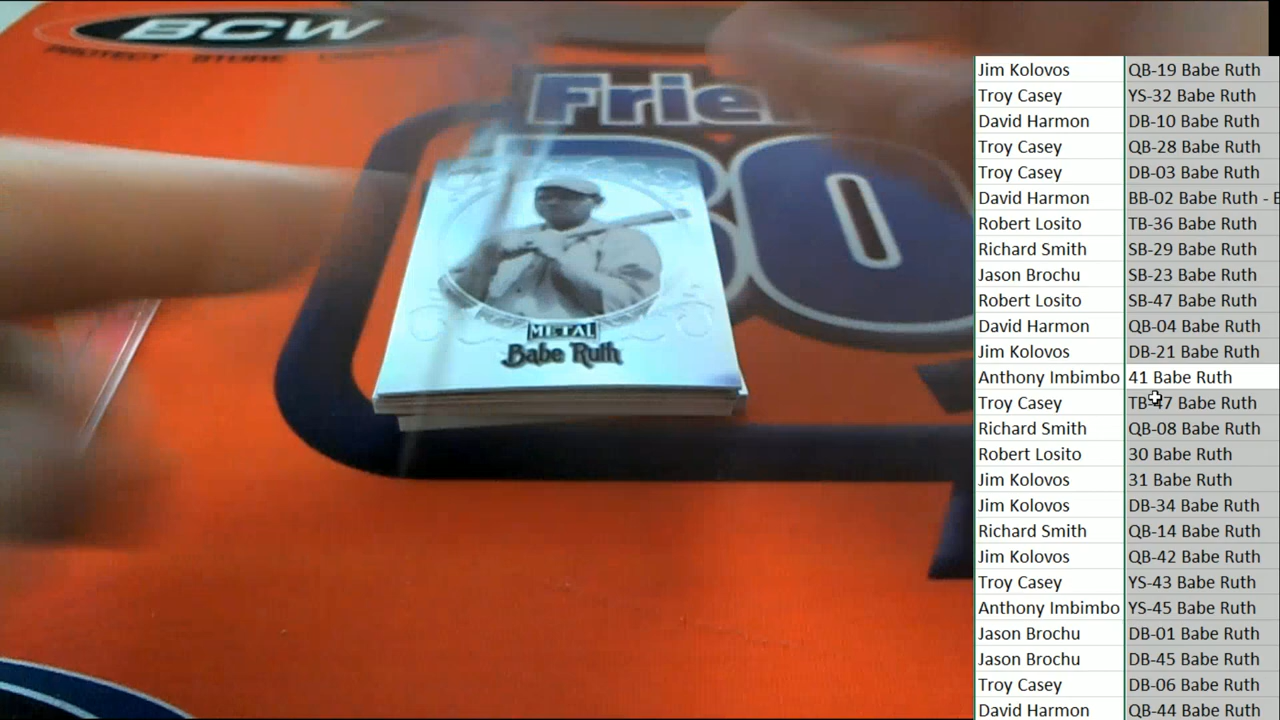 BCW
PROTECT STORE
Frie
METAL
Babe Ruth
Jim Kolovos QB-19 Babe Ruth
Troy Casey YS-32 Babe Ruth
David Harmon DB-10 Babe Ruth
Troy Casey QB-28 Babe Ruth
Troy Casey DB-03 Babe Ruth
David Harmon BB-02 Babe Ruth -
Robert Losito TB-36 Babe Ruth
Richard Smith SB-29 Babe Ruth
Jason Brochu SB-23 Babe Ruth
Robert Losito SB-47 Babe Ruth
David Harmon QB-04 Babe Ruth
Jim Kolovos DB-21 Babe Ruth
Anthony Imbimbo 41 Babe Ruth
Troy Casey TB-47 Babe Ruth
Richard Smith QB-08 Babe Ruth
Robert Losito 30 Babe Ruth
Jim Kolovos 31 Babe Ruth
Jim Kolovos DB-34 Babe Ruth
Richard Smith QB-14 Babe Ruth
Jim Kolovos QB-42 Babe Ruth
Troy Casey YS-43 Babe Ruth
Anthony Imbimbo YS-45 Babe Ruth
Jason Brochu DB-01 Babe Ruth
Jason Brochu DB-45 Babe Ruth
Troy Casey DB-06 Babe Ruth
David Harmon QB-44 Babe Ruth